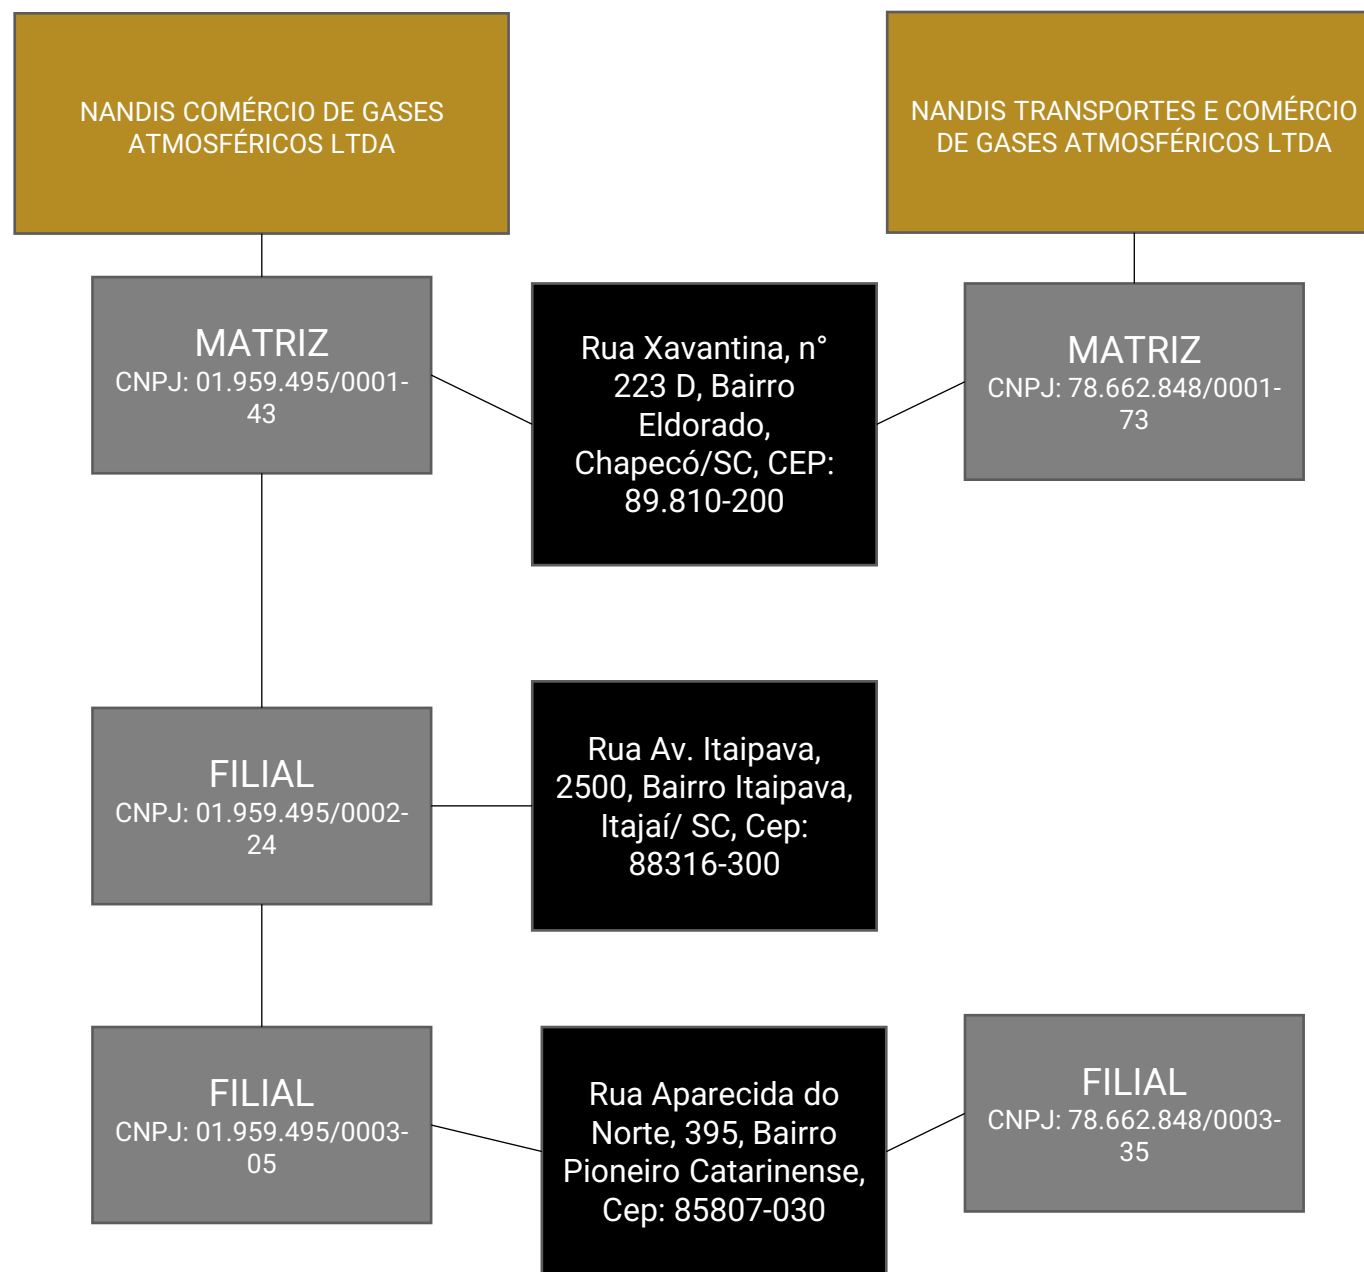 NANDIS COMÉRCIO DE GASES
ATMOSFÉRICOS LTDA
NANDIS TRANSPORTES E COMÉRCIO
DE GASES ATMOSFÉRICOS LTDA
MATRIZ
CNPJ: 01.959.495/0001-
43
Rua Xavantina, n°
223 D, Bairro
Eldorado,
Chapecó/SC, CEP:
89.810-200
MATRIZ
CNPJ: 78.662.848/0001-
73
FILIAL
CNPJ: 01.959.495/0002-
24
Rua Av. Itaipava,
2500, Bairro Itaipava,
Itajaí/ SC, Cep:
88316-300
FILIAL
CNPJ: 01.959.495/0003-
05
Rua Aparecida do
Norte, 395, Bairro
Pioneiro Catarinense,
Cep: 85807-030
FILIAL
CNPJ: 78.662.848/0003-
35